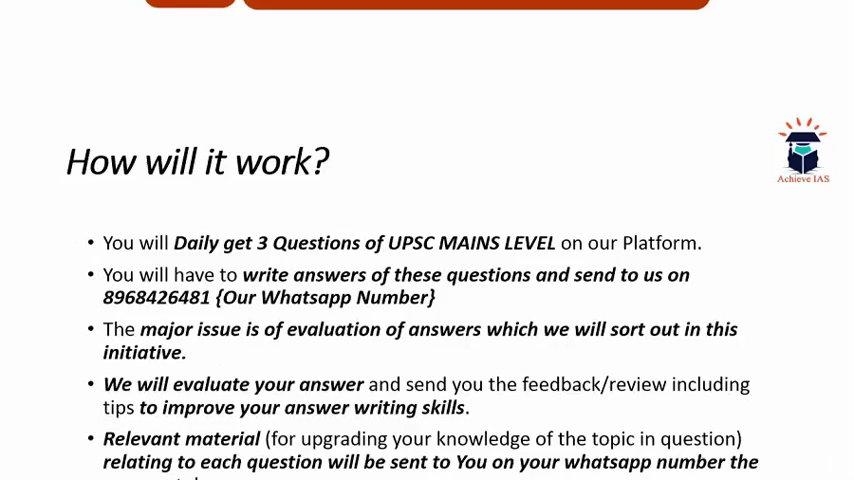 How will it work?
Achieve IAS
• You will Daily get 3 Questions of UPSC MAINS LEVEL on our Platform.
• You will have to write answers of these questions and send to us on
8968426481 {Our Whatsapp Number}
• The major issue is of evaluation of answers which we will sort out in this
initiative.
• We will evaluate your answer and send you the feedback/review including
tips to improve your answer writing skills.
• Relevant material (for upgrading your knowledge of the topic in question)
relating to each question will be sent to You on your whatsapp number the